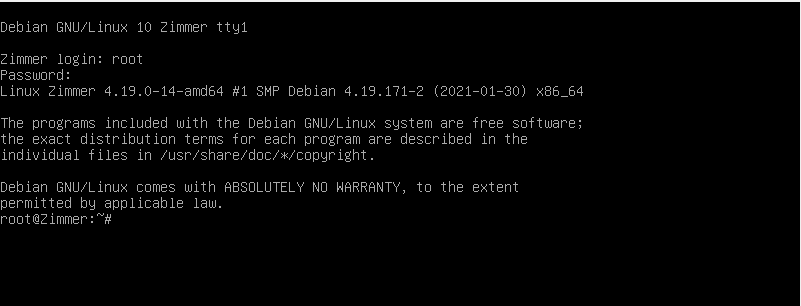 Debian GNU/Linux 10 Zimmer tty1
Zimmer login: root
Password:
Linux Zimmer 4.19.0-14-amd64 #1 SMP Debian 4.19.171-2 (2021-01-30) x86_64
The programs included with the Debian GNU/Linux system are free software;
the exact distribution terms for each program are described in the
individual files in /usr/share/doc/*/copyright.
Debian GNU/Linux comes with ABSOLUTELY NO WARRANTY, to the extent
permitted by applicable law.
root@Zimmer:~#